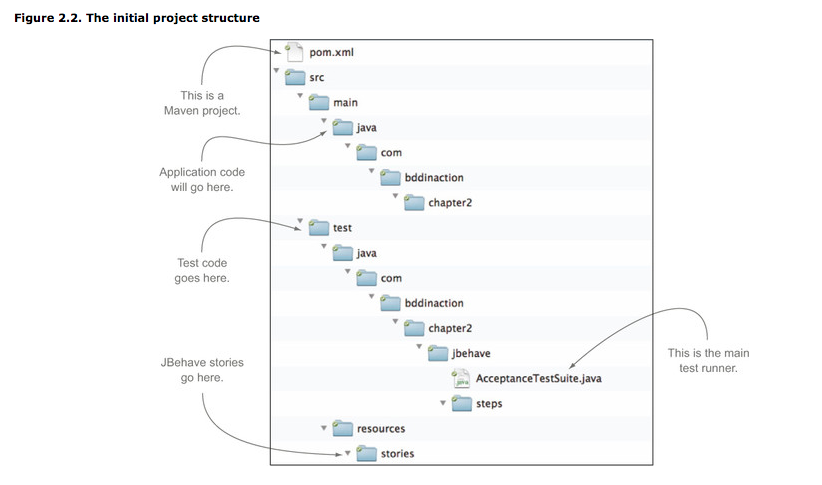 Figure 2.2. The initial project structure
pom.xml
src
This is a
Maven project.
main
java
com
Application code
will go here.
bddinaction
chapter2
test
java
Test code
goes here.
com
bddinaction
chapter2
jbehave
This is the main
test runner.
JBehave stories
go here.
java
AcceptanceTestSuite.java
steps
resources
stories